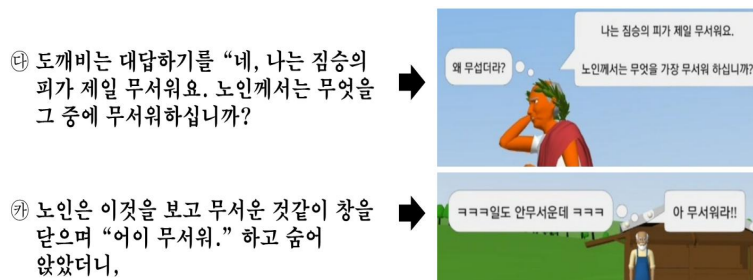 ㉰ 도깨비는 대답하기를 “네, 나는 짐승의
피가 제일 무서워요. 노인께서는 무엇을
그 중에 무서워하십니까?
왜 무섭더라?
나는 짐승의 피가 제일 무서워요.
노인께서는 무엇을 가장 무서워 하십니까?
㉸ 노인은 이것을 보고 무서운 것같이 창을
닫으며 “어이 무서워.” 하고 숨어
앉았더니,
ㅋㅋㅋ일도 안무서운데 ㅋㅋㅋ
아 무서워라!!